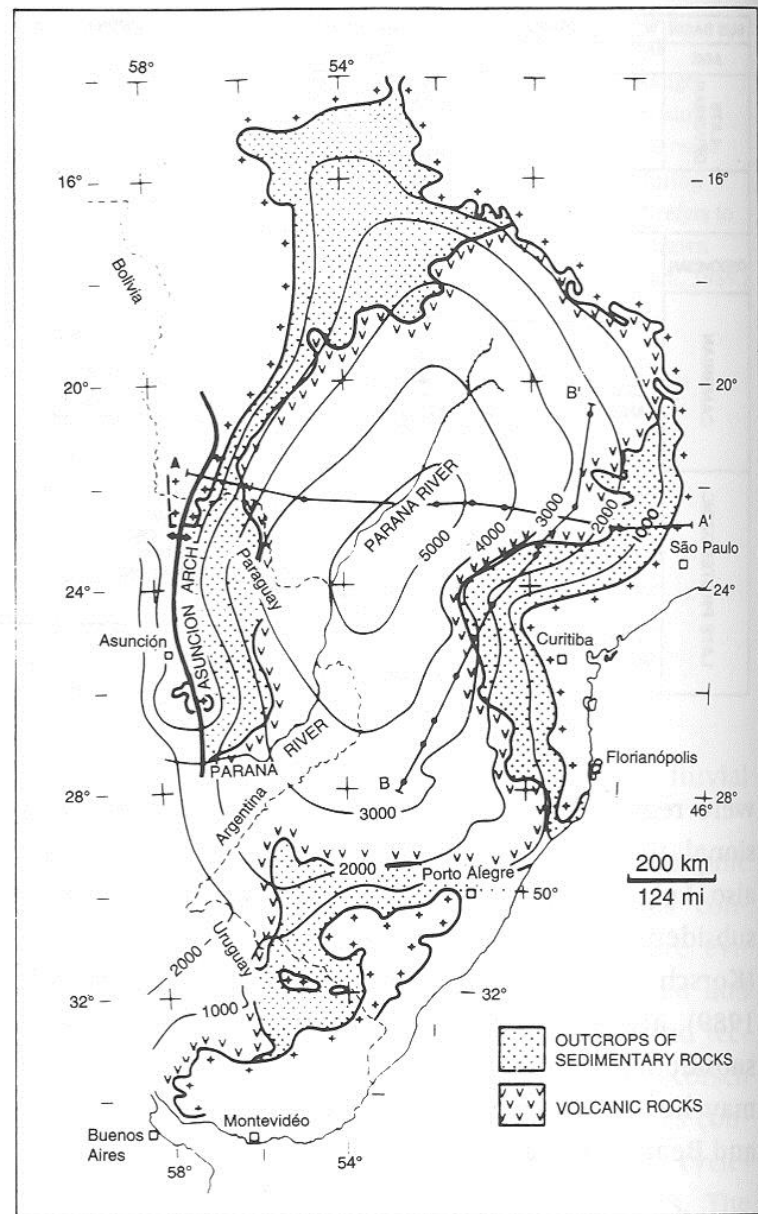 58°
54°
16°
16°
Bolivia
20°
20°
B'
A
PARANA RIVER
3000
2000
A'
4000
1000
5000
São Paulo
Paraguay
24°
24°
ASUNCION ARCH
Asunción
Curitiba
RIVER
PARANA
Florianópolis
B
28°
28°
46°
Argentina
3000
2000
Porto Alegre
50°
200 km
124 mi
2000
Uruguay
1000
32°
32°
OUTCROPS OF
SEDIMENTARY ROCKS
VOLCANIC ROCKS
Buenos
Aires
Montevidéo
58°
54°